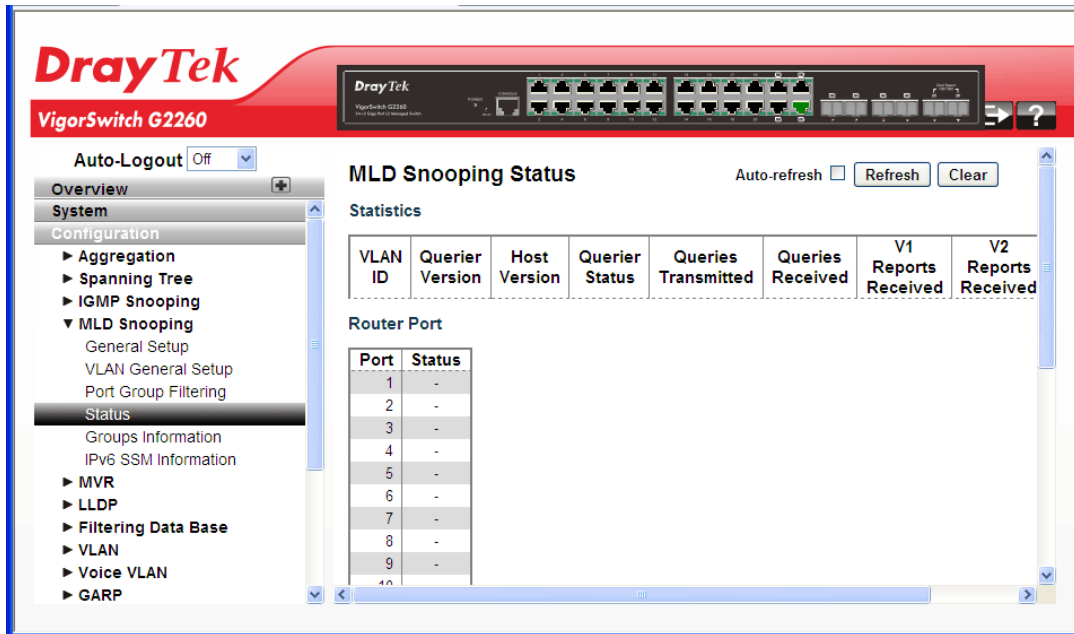 DrayTek
VigorSwitch G2260
DrayTek
VigorSwitch G2260
Auto-Logout Off
Overview
System
Configuration
► Aggregation
► Spanning Tree
► IGMP Snooping
▼ MLD Snooping
General Setup
VLAN General Setup
Port Group Filtering
Status
Groups Information
IPv6 SSM Information
► MVR
► LLDP
► Filtering Data Base
► VLAN
► Voice VLAN
► GARP
MLD Snooping Status
Auto-refresh Refresh Clear
Statistics
VLAN ID Querier Version Host Version Querier Status Queries Transmitted Queries Received V1 Reports Received V2 Reports Received
Router Port
Port Status
1 -
2 -
3 -
4 -
5 -
6 -
7 -
8 -
9 -
10